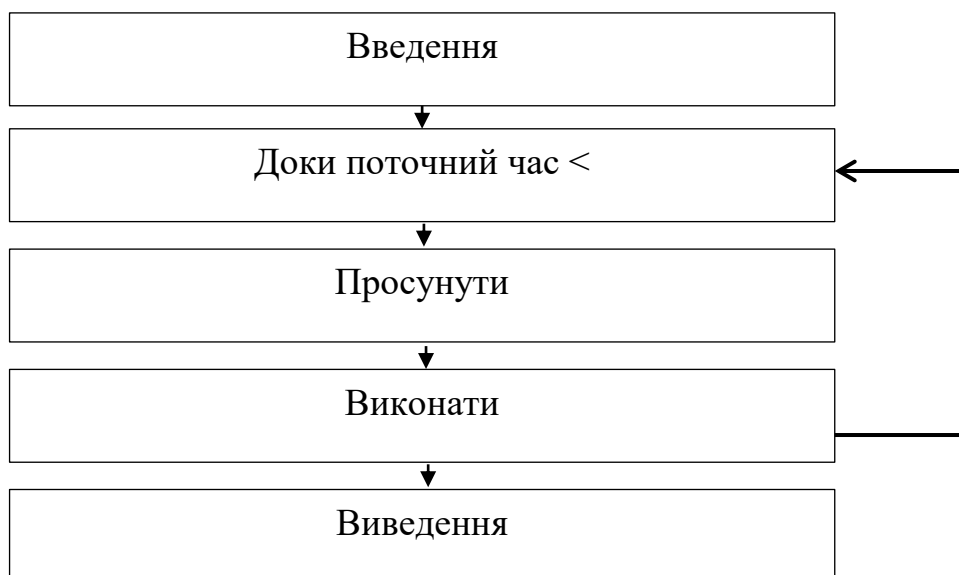 Введення
Доки поточний час <
Просунути
Виконати
Виведення